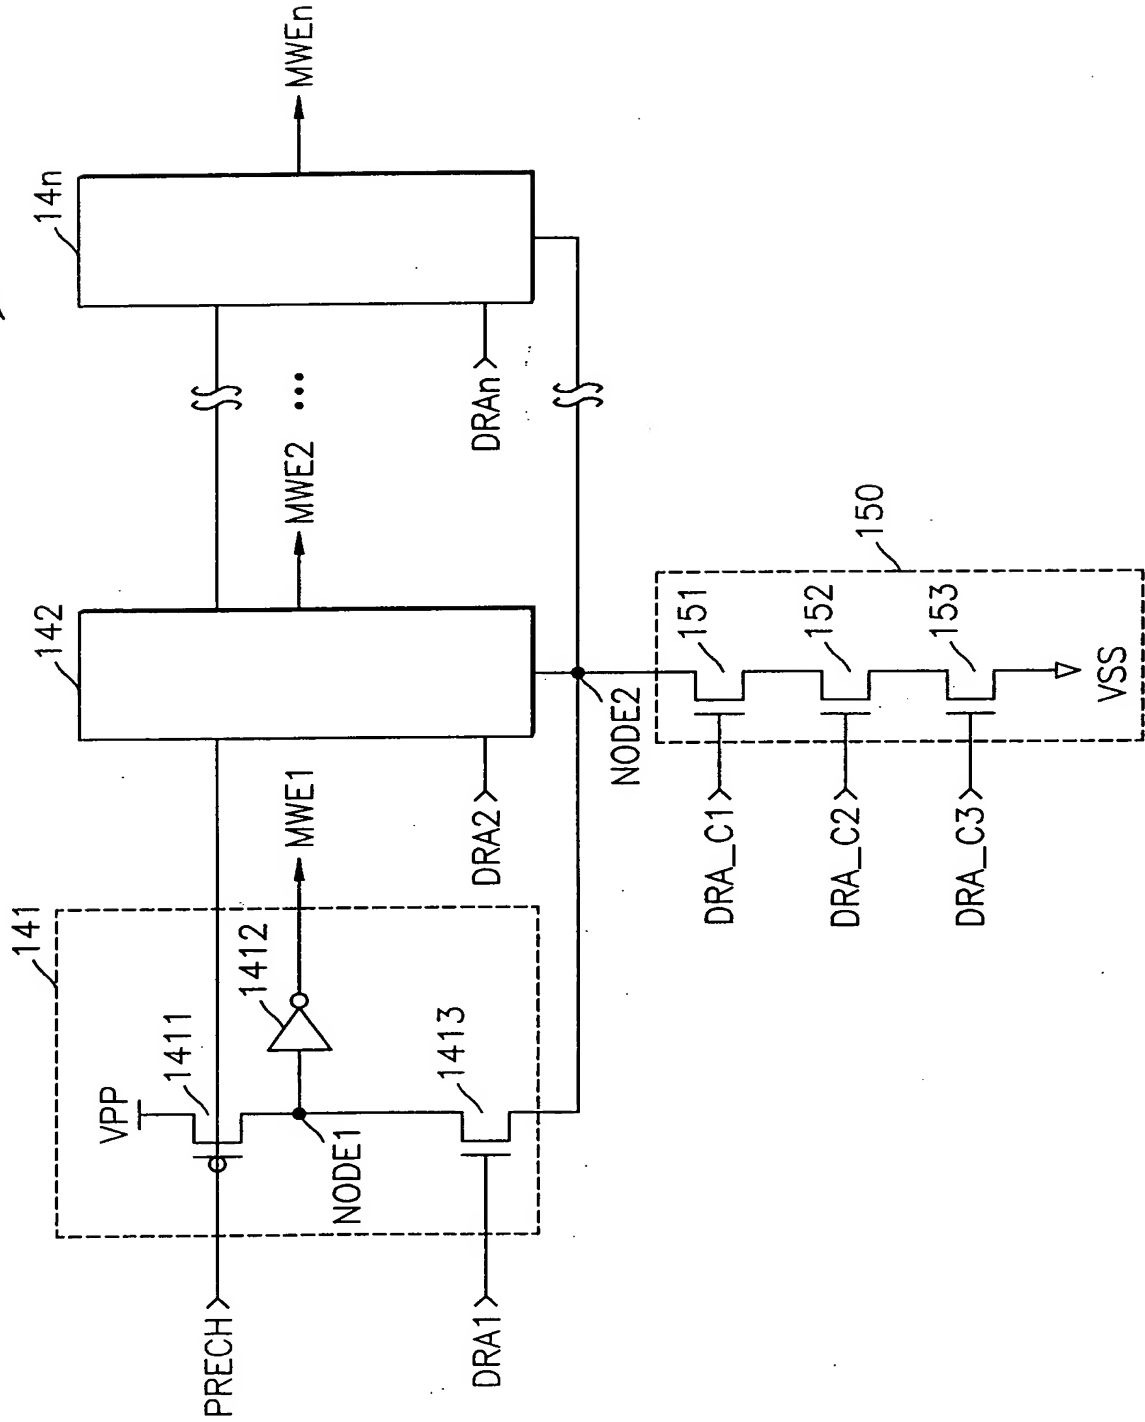 141
142
14n
VPP
1411
PRECH
1412
MWE1
MWE2
...
MWEn
NODE1
1413
DRA1
DRA2
DRAn
NODE2
150
DRA_C1
151
DRA_C2
152
DRA_C3
153
VSS